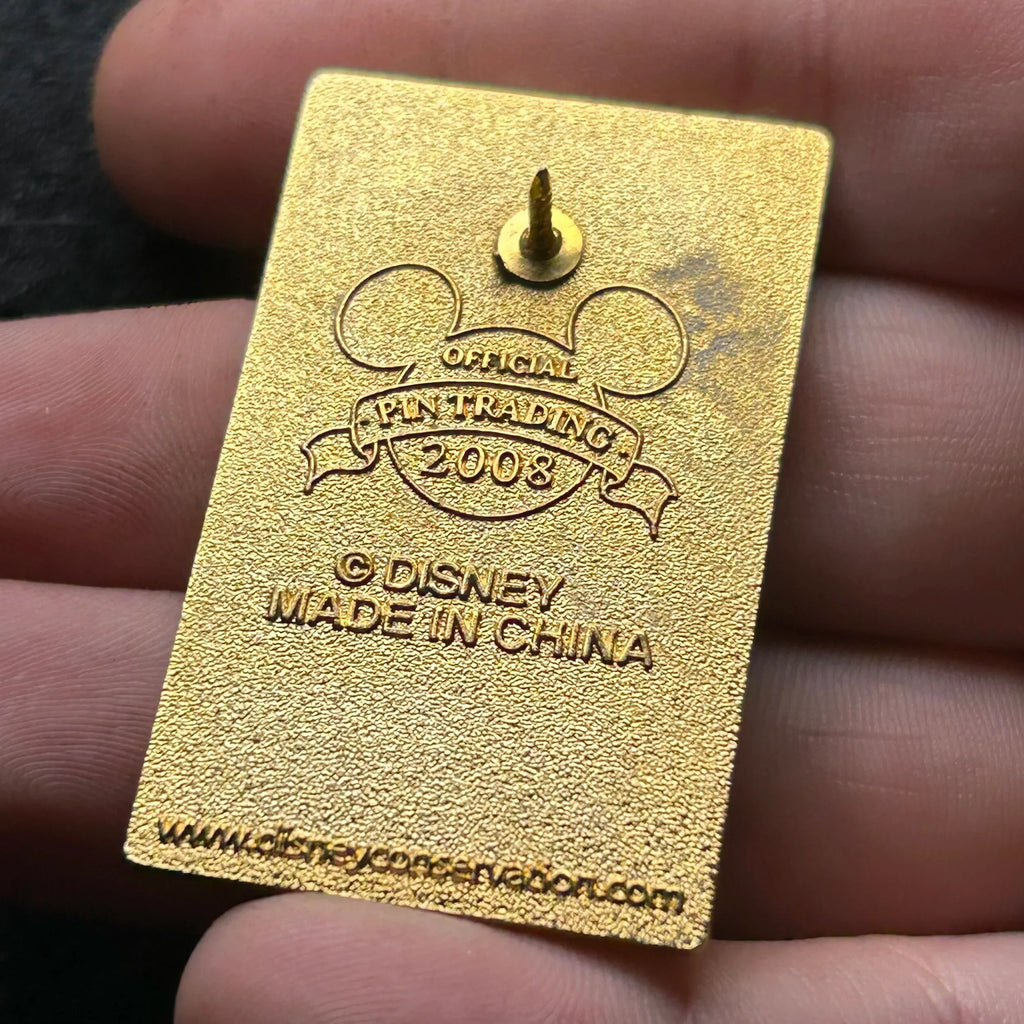 OFFICIAL
PIN TRADING
2008
© DISNEY
MADE IN CHINA
www.disneyconservation.com